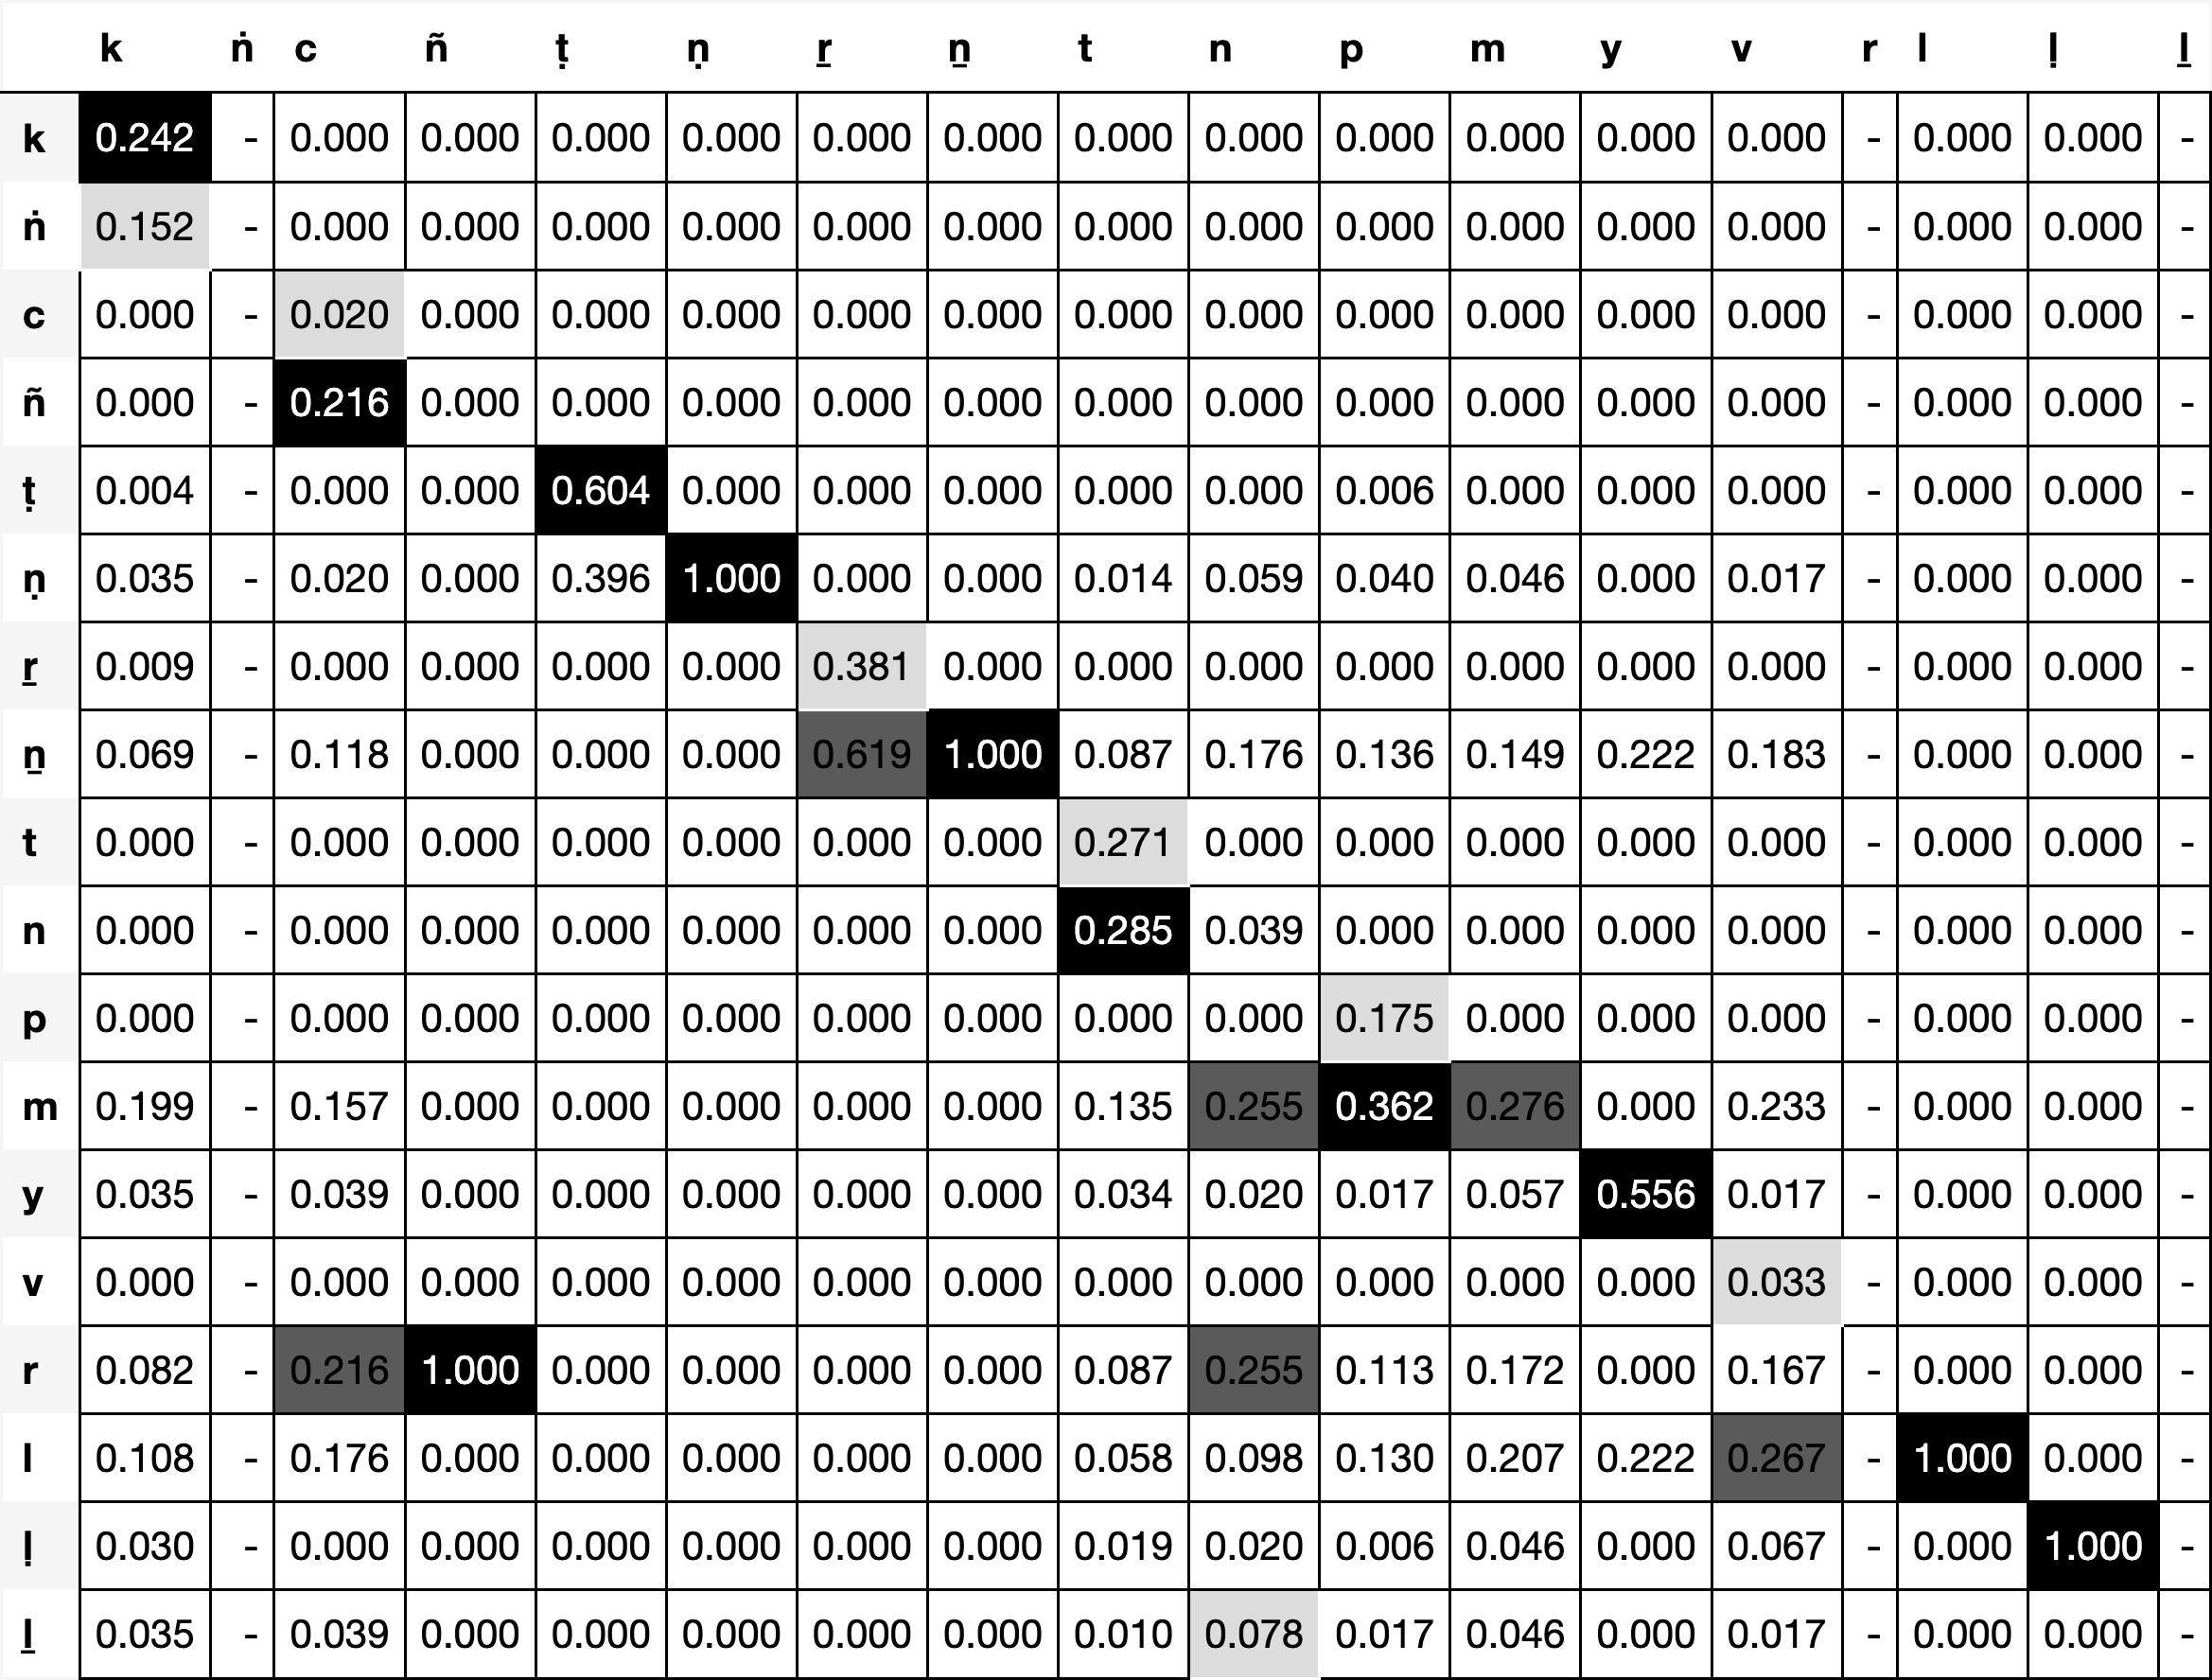 k ṅ c ñ ṭ ṇ ṟ ṉ t n p m y v r l ḷ ḻ
k 0.242 - 0.000 0.000 0.000 0.000 0.000 0.000 0.000 0.000 0.000 0.000 0.000 0.000 - 0.000 0.000 -
ṅ 0.152 - 0.000 0.000 0.000 0.000 0.000 0.000 0.000 0.000 0.000 0.000 0.000 0.000 - 0.000 0.000 -
c 0.000 - 0.020 0.000 0.000 0.000 0.000 0.000 0.000 0.000 0.000 0.000 0.000 0.000 - 0.000 0.000 -
ñ 0.000 - 0.216 0.000 0.000 0.000 0.000 0.000 0.000 0.000 0.000 0.000 0.000 0.000 - 0.000 0.000 -
ṭ 0.004 - 0.000 0.000 0.604 0.000 0.000 0.000 0.000 0.000 0.006 0.000 0.000 0.000 - 0.000 0.000 -
ṇ 0.035 - 0.020 0.000 0.396 1.000 0.000 0.000 0.014 0.059 0.040 0.046 0.000 0.017 - 0.000 0.000 -
ṟ 0.009 - 0.000 0.000 0.000 0.000 0.381 0.000 0.000 0.000 0.000 0.000 0.000 0.000 - 0.000 0.000 -
ṉ 0.069 - 0.118 0.000 0.000 0.000 0.619 1.000 0.087 0.176 0.136 0.149 0.222 0.183 - 0.000 0.000 -
t 0.000 - 0.000 0.000 0.000 0.000 0.000 0.000 0.271 0.000 0.000 0.000 0.000 0.000 - 0.000 0.000 -
n 0.000 - 0.000 0.000 0.000 0.000 0.000 0.000 0.285 0.039 0.000 0.000 0.000 0.000 - 0.000 0.000 -
p 0.000 - 0.000 0.000 0.000 0.000 0.000 0.000 0.000 0.000 0.175 0.000 0.000 0.000 - 0.000 0.000 -
m 0.199 - 0.157 0.000 0.000 0.000 0.000 0.000 0.135 0.255 0.362 0.276 0.000 0.233 - 0.000 0.000 -
y 0.035 - 0.039 0.000 0.000 0.000 0.000 0.000 0.034 0.020 0.017 0.057 0.556 0.017 - 0.000 0.000 -
v 0.000 - 0.000 0.000 0.000 0.000 0.000 0.000 0.000 0.000 0.000 0.000 0.000 0.033 - 0.000 0.000 -
r 0.082 - 0.216 1.000 0.000 0.000 0.000 0.000 0.087 0.255 0.113 0.172 0.000 0.167 - 0.000 0.000 -
l 0.108 - 0.176 0.000 0.000 0.000 0.000 0.000 0.058 0.098 0.130 0.207 0.222 0.267 - 1.000 0.000 -
ḷ 0.030 - 0.000 0.000 0.000 0.000 0.000 0.000 0.019 0.020 0.006 0.046 0.000 0.067 - 0.000 1.000 -
ḻ 0.035 - 0.039 0.000 0.000 0.000 0.000 0.000 0.010 0.078 0.017 0.046 0.000 0.017 - 0.000 0.000 -